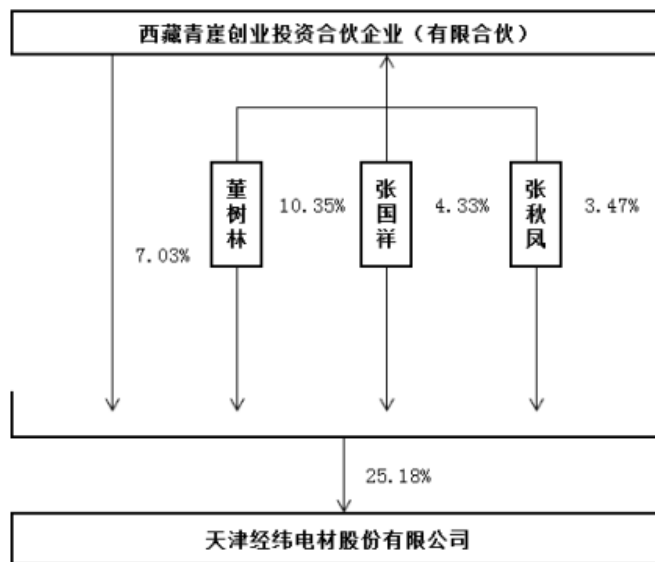 西藏青崖创业投资合伙企业（有限合伙）
董树林
10.35%
张国祥
4.33%
张秋凤
3.47%
7.03%
25.18%
天津经纬电材股份有限公司